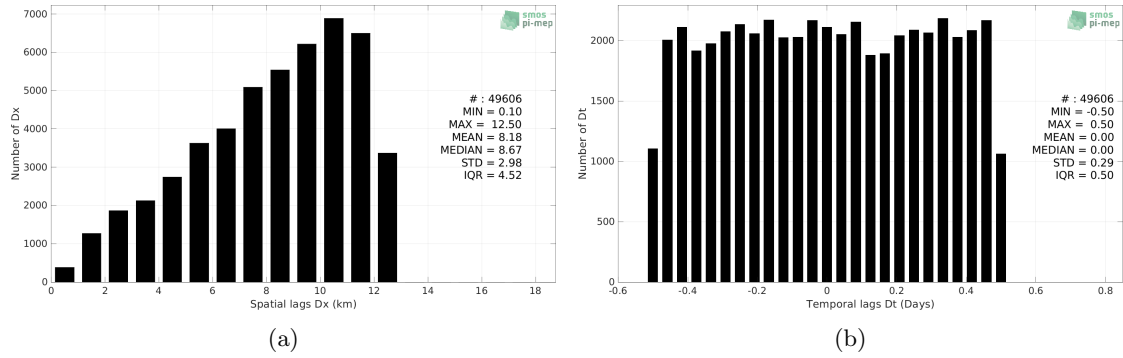 7000
6000
5000
4000
3000
2000
1000
0
Number of Dx
smos
pi-mep
# : 49606
MIN = 0.10
MAX = 12.50
MEAN = 8.18
MEDIAN = 8.67
STD = 2.98
IQR = 4.52
0 2 4 6 8 10 12 14 16 18
Spatial lags Dx (km)
(a)
2000
1500
1000
500
0
Number of Dt
smos
pi-mep
# : 49606
MIN = -0.50
MAX = 0.50
MEAN = 0.00
MEDIAN = 0.00
STD = 0.29
IQR = 0.50
-0.6 -0.4 -0.2 0 0.2 0.4 0.6 0.8
Temporal lags Dt (Days)
(b)